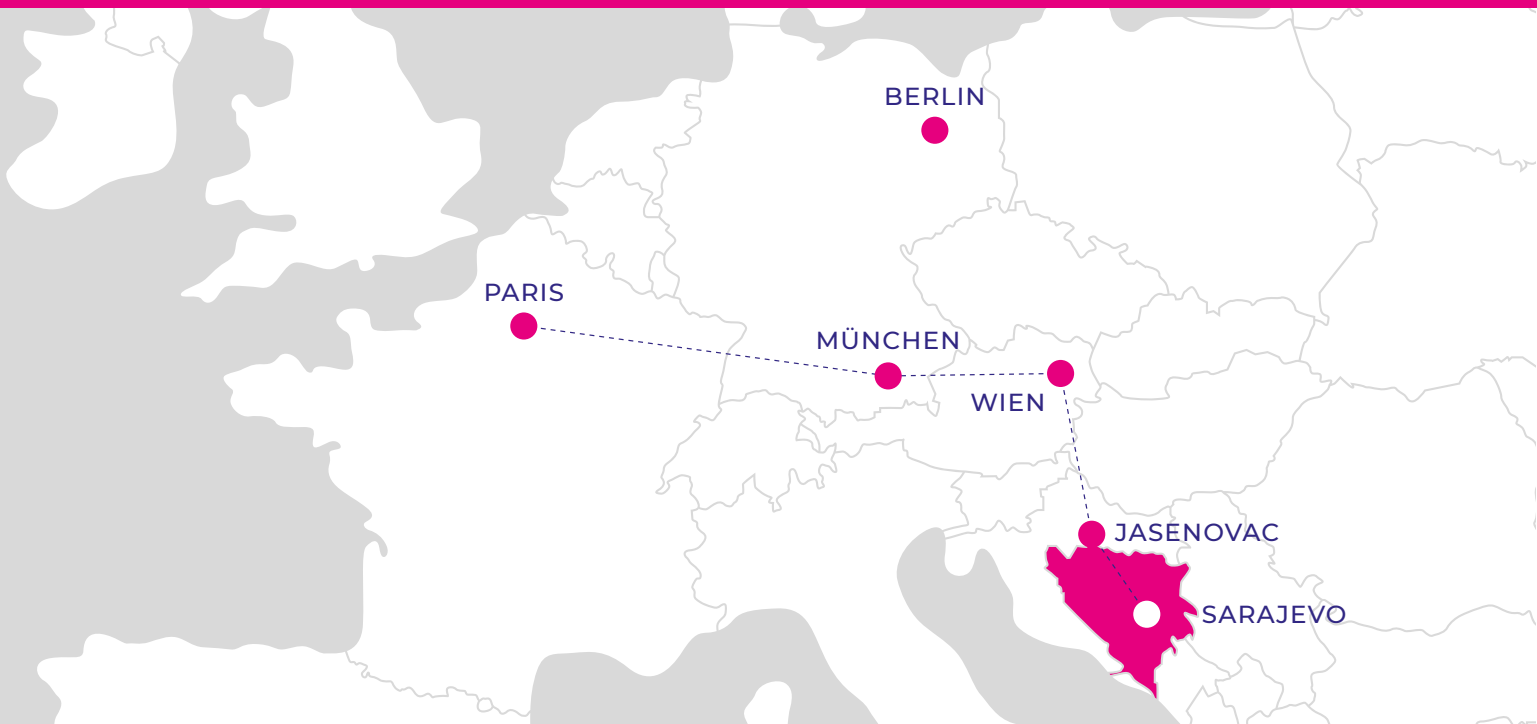 BERLIN
PARIS
MÜNCHEN
WIEN
JASENOVAC
SARAJEVO